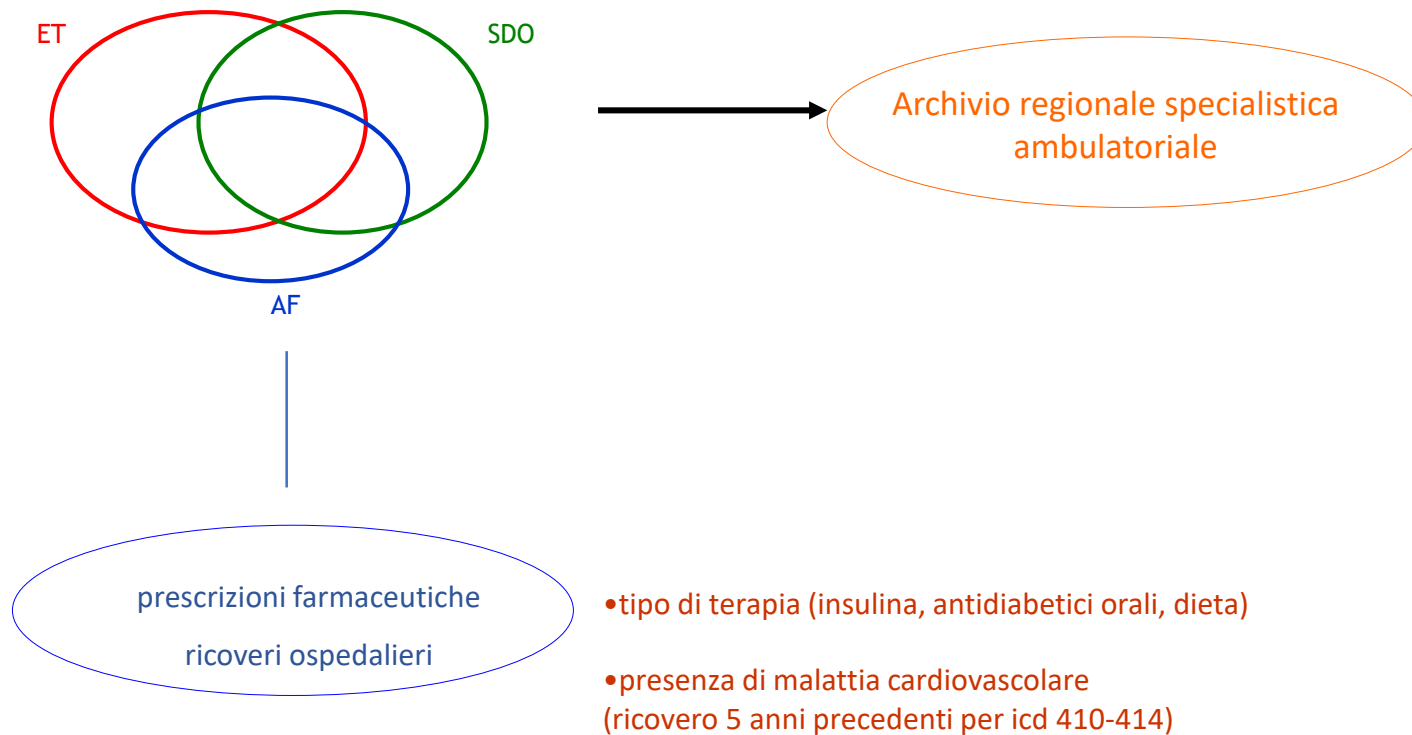 ET
SDO
AF
Archivio regionale specialistica
ambulatoriale
prescrizioni farmaceutiche
ricoveri ospedalieri
•tipo di terapia (insulina, antidiabetici orali, dieta)
•presenza di malattia cardiovascolare
(ricovero 5 anni precedenti per icd 410-414)